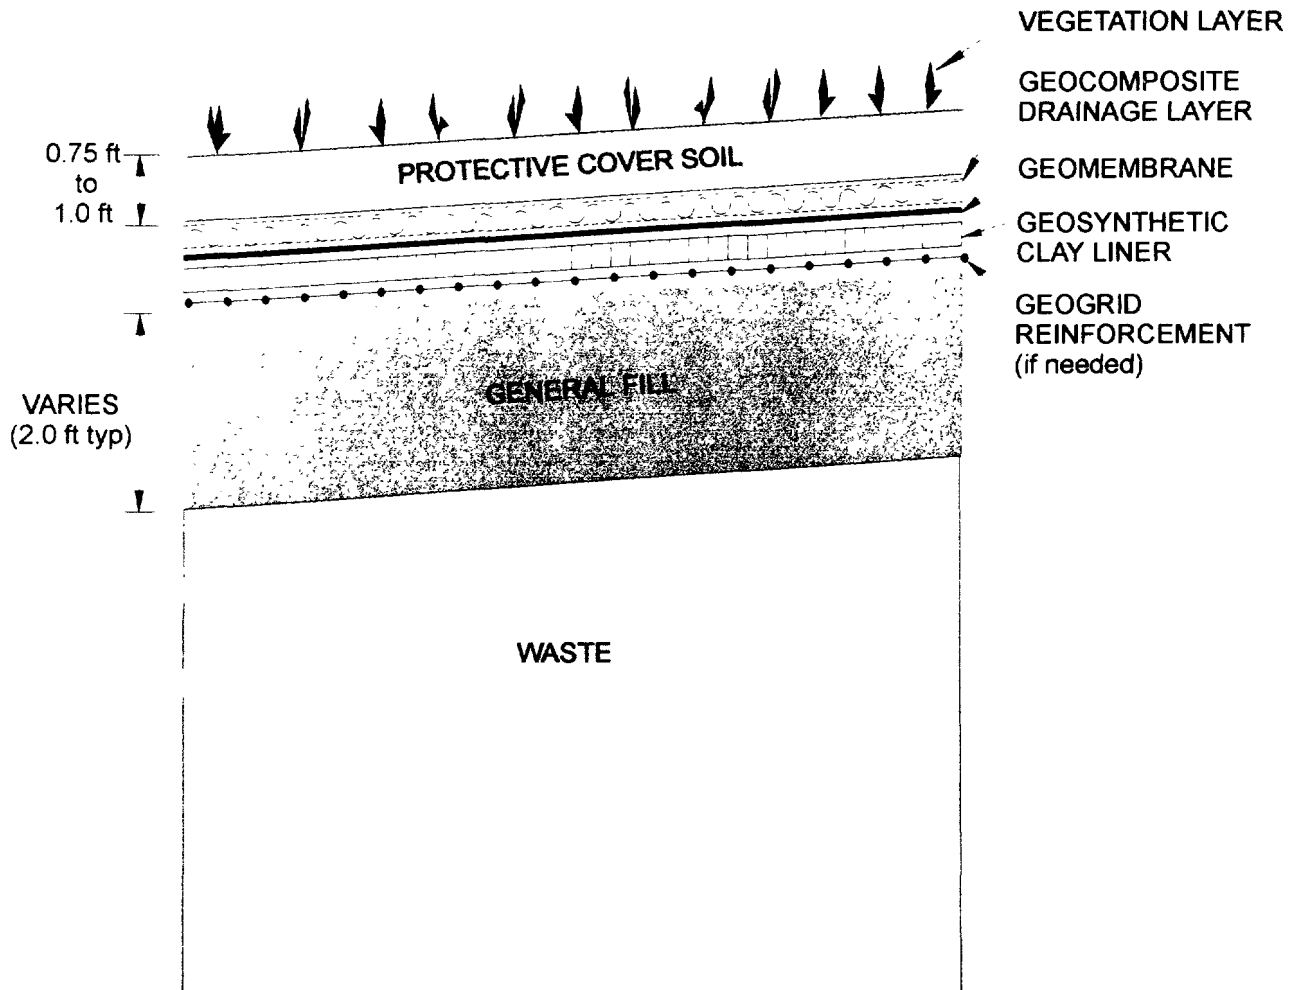 VEGETATION LAYER
GEOCOMPOSITE
DRAINAGE LAYER
0.75 ft
to
1.0 ft
PROTECTIVE COVER SOIL
GEOMEMBRANE
GEOSYNTHETIC
CLAY LINER
GEOGRID
REINFORCEMENT
(if needed)
GENERAL FILL
VARIES
(2.0 ft typ)
WASTE